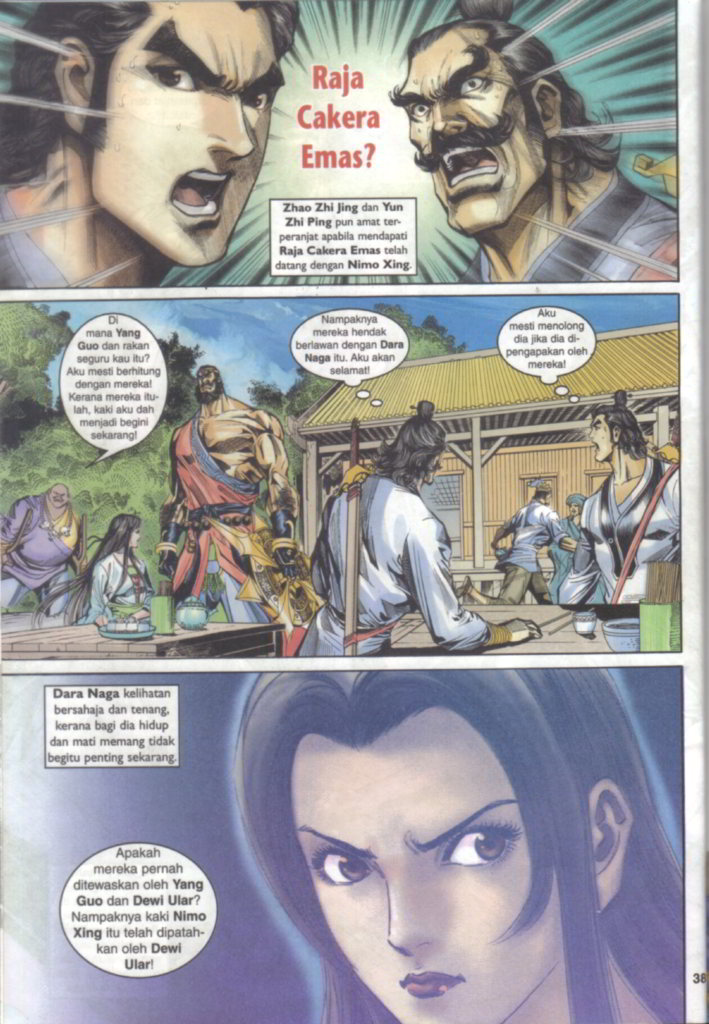 Raja
Cakera
Emas?
Zhao Zhi Jing dan Yun
Zhi Ping pun amat ter-
peranjat apabila mendapati
Raja Cakera Emas telah
datang dengan Nimo Xing.
Di
mana Yang
Guo dan rakan
seguru kau itu?
Aku mesti berhitung
dengan mereka!
Kerana mereka itu-
lah, kaki aku dah
menjadi begini
sekarang!
Nampaknya
mereka hendak
berlawan dengan Dara
Naga itu. Aku akan
selamat!
Aku
mesti menolong
dia jika dia di-
pengapakan oleh
mereka!
Dara Naga kelihatan
bersahaja dan tenang,
kerana bagi dia hidup
dan mati memang tidak
begitu penting sekarang.
Apakah
mereka pernah
ditewaskan oleh Yang
Guo dan Dewi Ular?
Nampaknya kaki Nimo
Xing itu telah dipatah-
kan oleh Dewi
Ular!
38